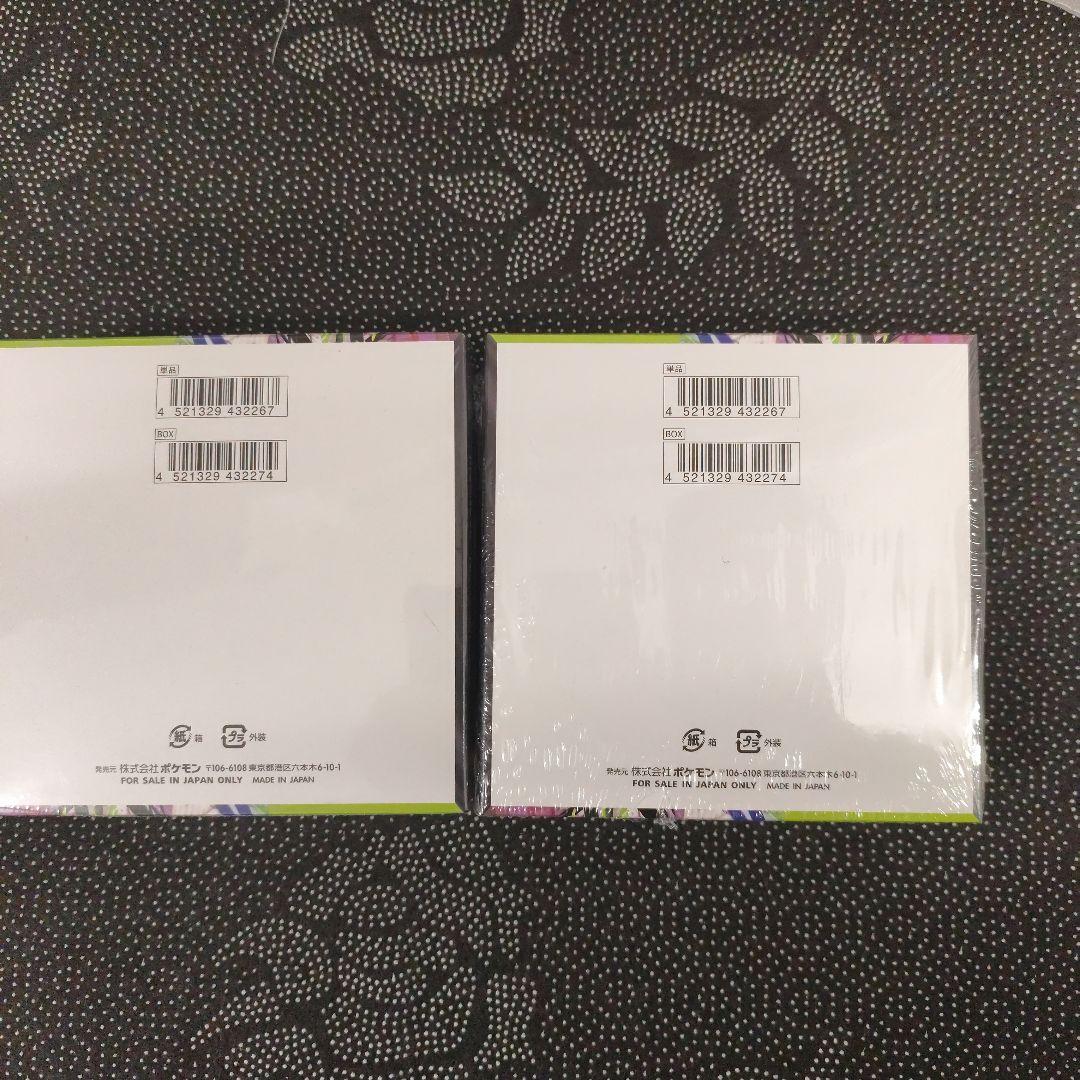 単品
4 521329 432267
BOX
4 521329 432274
紙 箱 プラ 外装
発売元 株式会社 ポケモン 〒106-6108 東京都港区六本木6-10-1
FOR SALE IN JAPAN ONLY MADE IN JAPAN
単品
4 521329 432267
BOX
4 521329 432274
紙 箱 プラ 外装
発売元 株式会社 ポケモン 〒106-6108 東京都港区六本木6-10-1
FOR SALE IN JAPAN ONLY MADE IN JAPAN